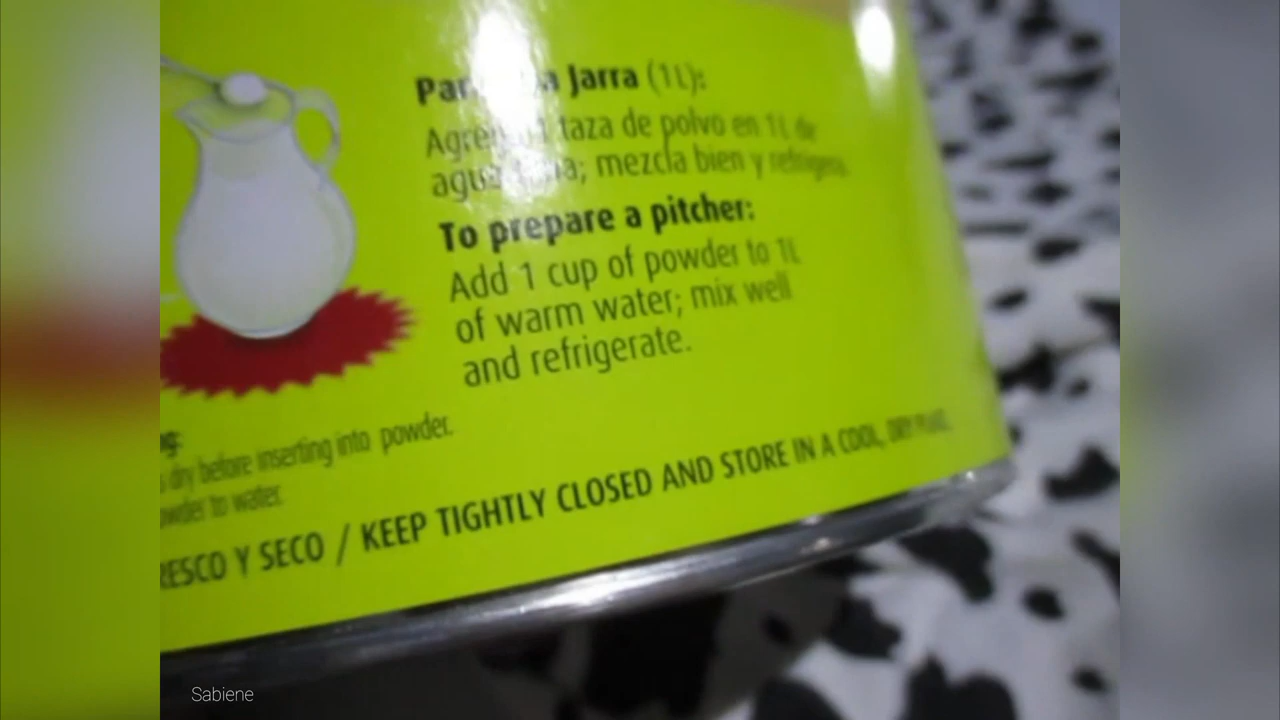 Jarra (1L):
taza de polvo en 1L de
mezcla bien y refrigera.
To prepare a pitcher:
Add 1 cup of powder to 1L
of warm water; mix well
and refrigerate.
dry before inserting into powder.
to water.
Y SECO / KEEP TIGHTLY CLOSED AND STORE IN A COOL, DRY PLACE.
Sabiene